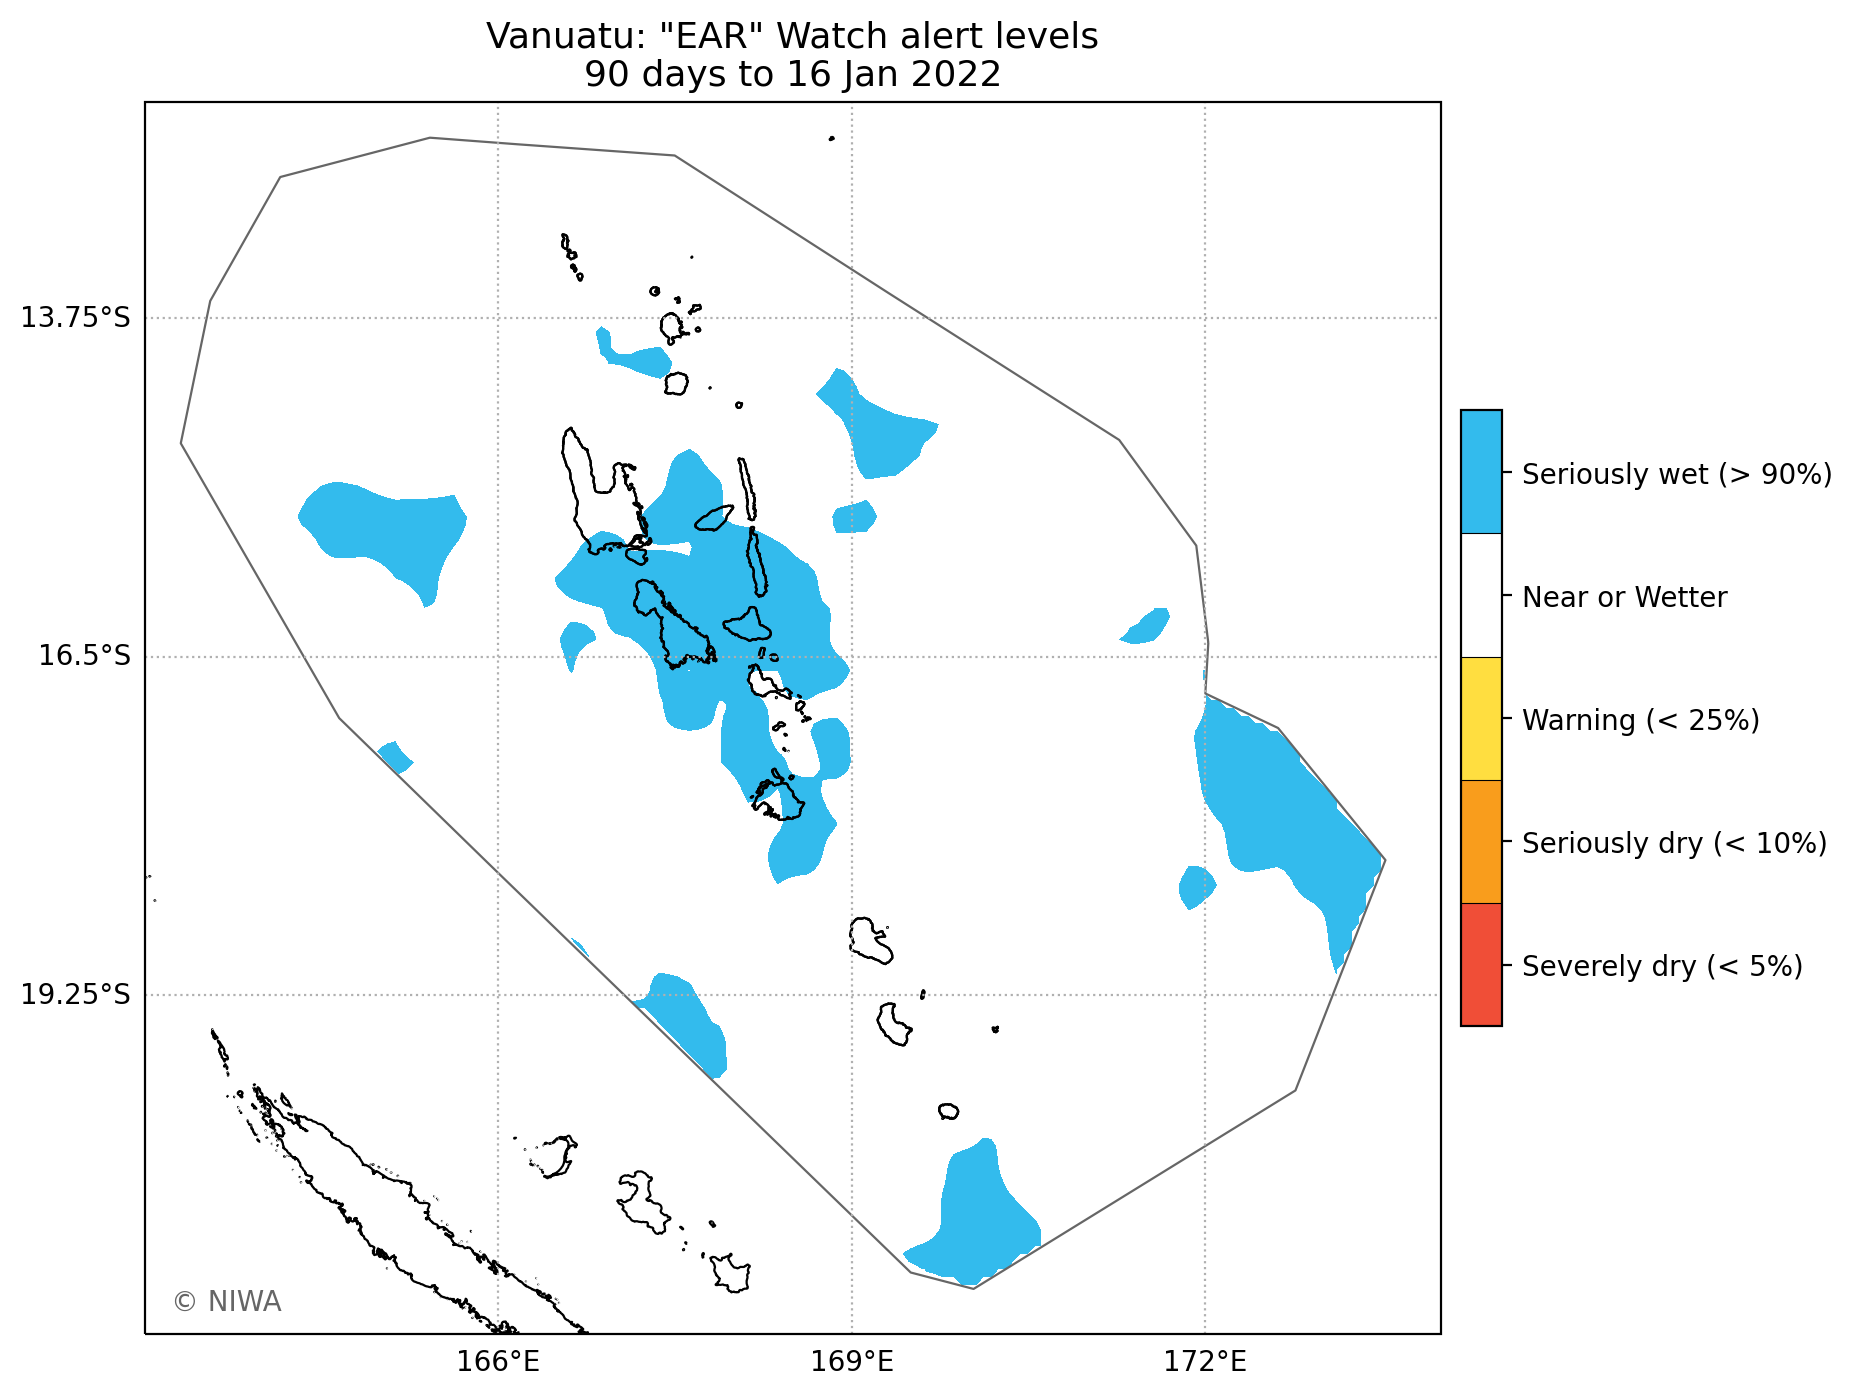 Vanuatu: "EAR" Watch alert levels
90 days to 16 Jan 2022
13.75°S
16.5°S
19.25°S
166°E
169°E
172°E
Seriously wet (> 90%)
Near or Wetter
Warning (< 25%)
Seriously dry (< 10%)
Severely dry (< 5%)
© NIWA